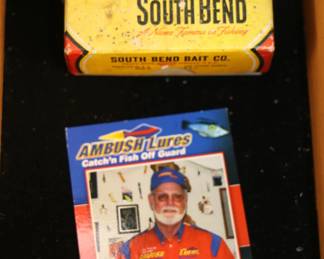 SOUTH BEND
A Name Famous in Fishing
SOUTH BEND BAIT CO.
AMBUSH Lures
Catch'n Fish Off Guard